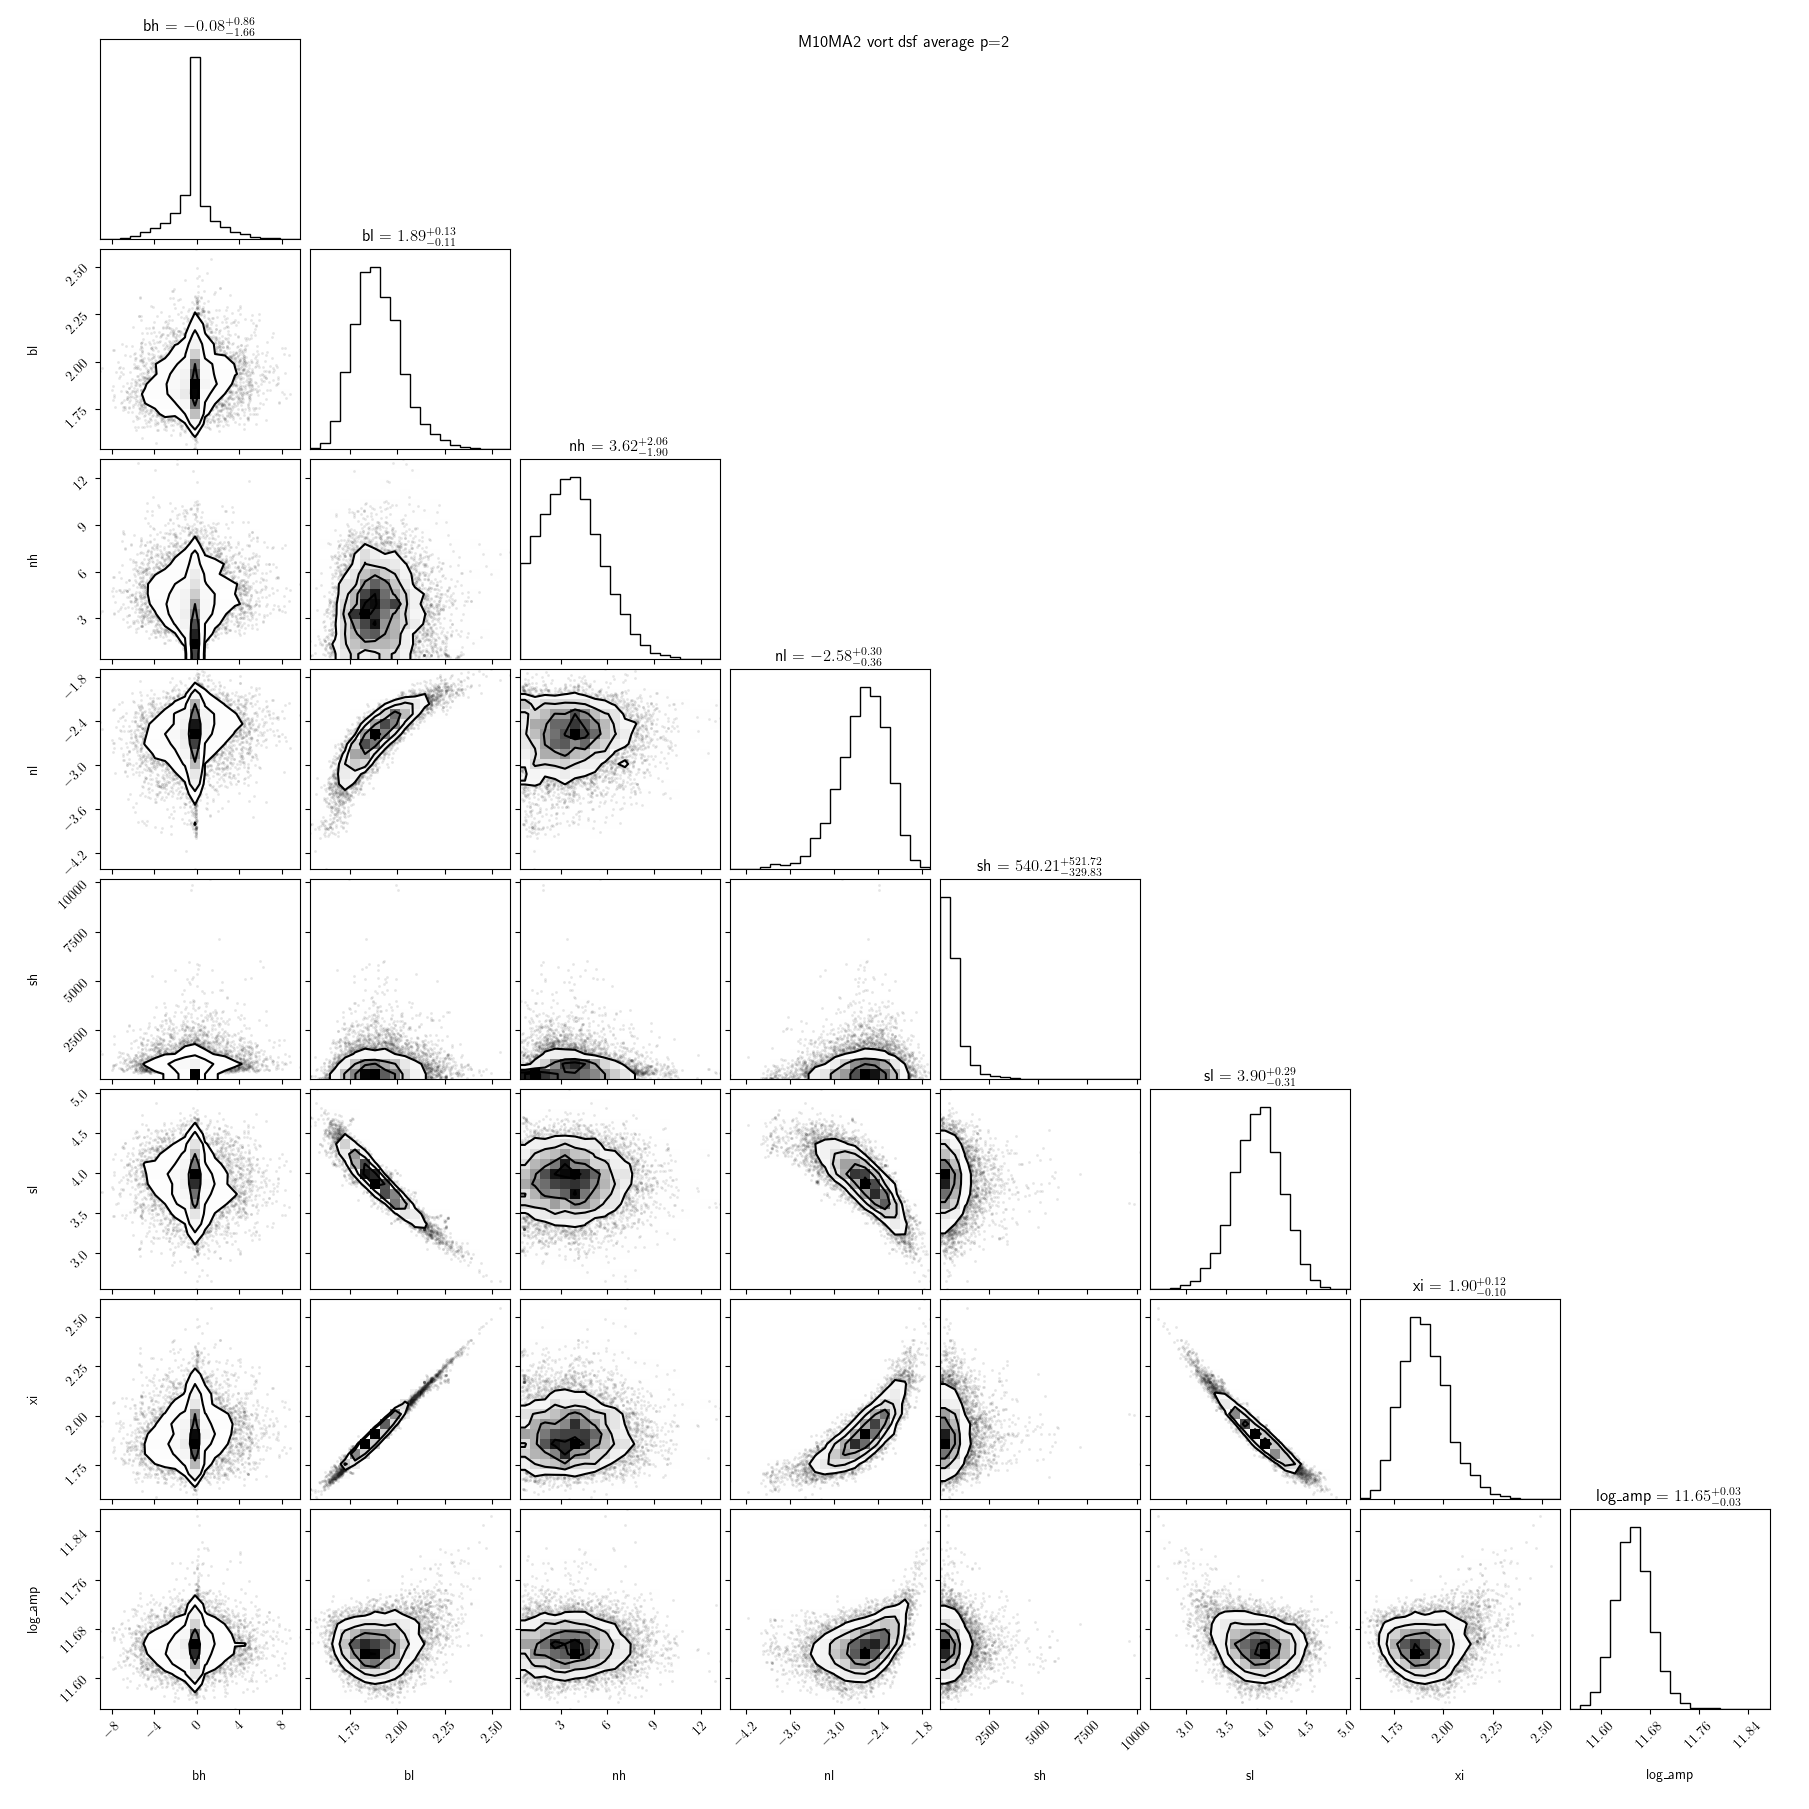 bh = −0.08+0.86−1.66
M10MA2 vort dsf average p=2
bl = 1.89+0.13−0.11
2.50
2.25
2.00
1.75
bl
nh = 3.62+2.06−1.90
12
9
6
3
nh
nl = −2.58+0.30−0.36
−1.8
−2.4
−3.0
−3.6
−4.2
nl
sh = 540.21+521.72−329.83
10000
7500
5000
2500
sh
sl = 3.90+0.29−0.31
5.0
4.5
4.0
3.5
3.0
sl
xi = 1.90+0.12−0.10
2.50
2.25
2.00
1.75
xi
log_amp = 11.65+0.03−0.03
11.84
11.76
11.68
11.60
log_amp
−8 −4 0 4 8 1.75 2.00 2.25 2.50 3 6 9 12 −4.2 −3.6 −3.0 −2.4 −1.8 2500 5000 7500 10000 3.0 3.5 4.0 4.5 5.0 1.75 2.00 2.25 2.50 11.60 11.68 11.76 11.84
bh bl nh nl sh sl xi log_amp